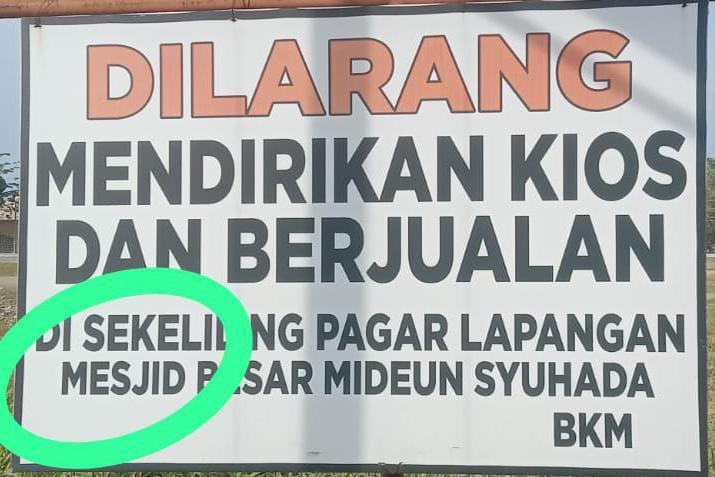 DILARANG
MENDIRIKAN KIOS
DAN BERJUALAN
DI SEKELILING PAGAR LAPANGAN
MESJID BESAR MIDEUN SYUHADA
BKM